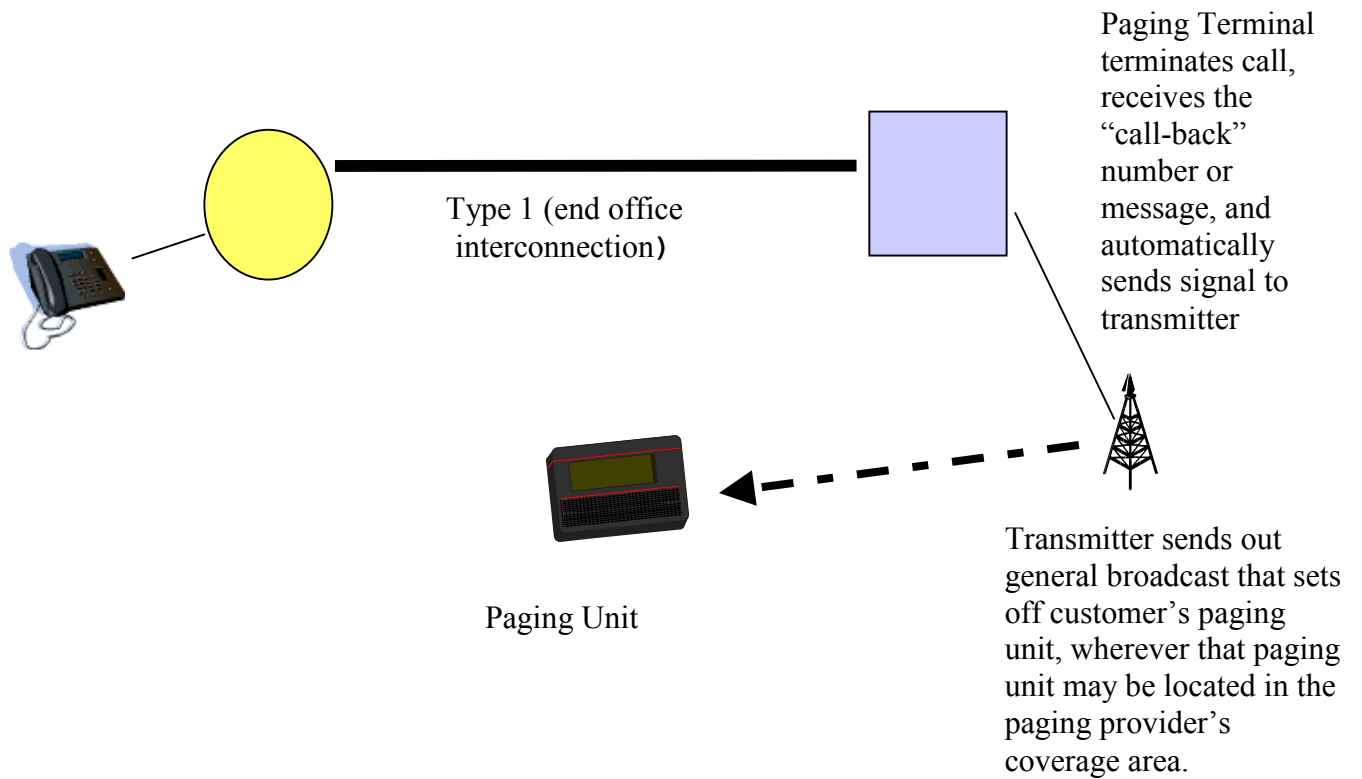 Paging Terminal
terminates call,
receives the
“call-back”
number or
message, and
automatically
sends signal to
transmitter
Type 1 (end office
interconnection)
Paging Unit
Transmitter sends out
general broadcast that sets
off customer’s paging
unit, wherever that paging
unit may be located in the
paging provider’s
coverage area.